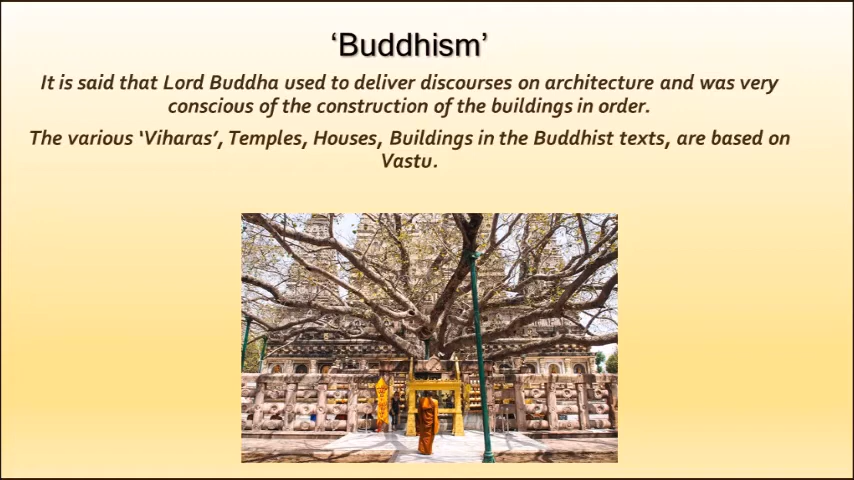 ‘Buddhism’
It is said that Lord Buddha used to deliver discourses on architecture and was very
conscious of the construction of the buildings in order.
The various ‘Viharas’, Temples, Houses, Buildings in the Buddhist texts, are based on
Vastu.